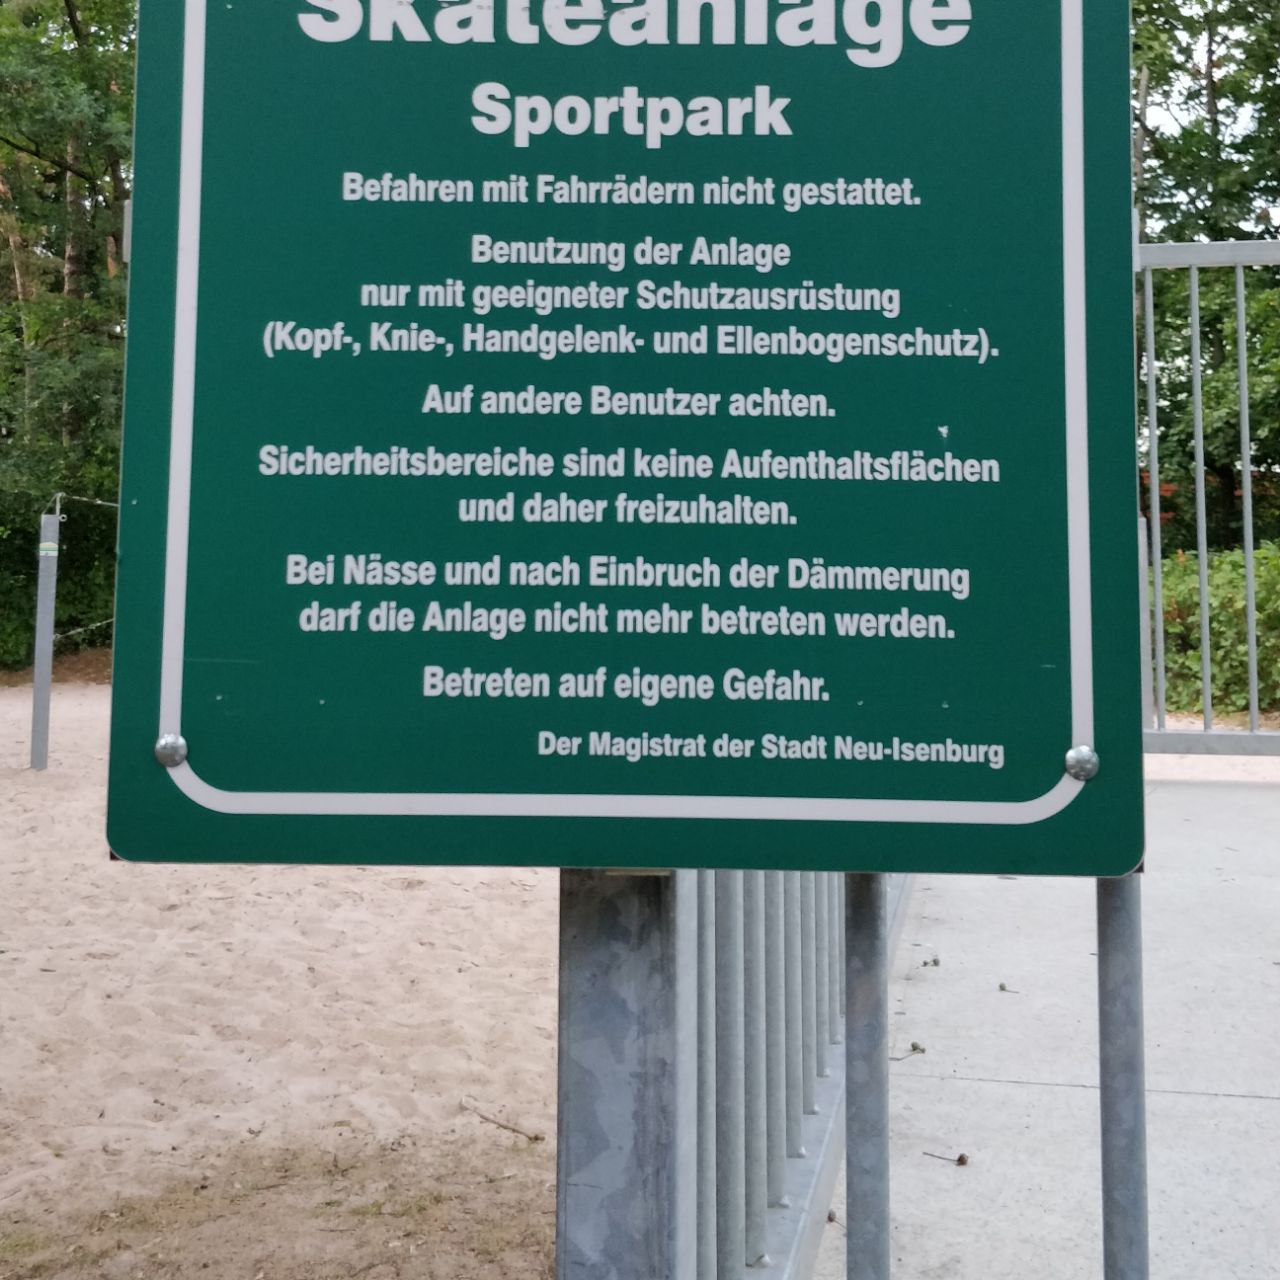 Skateanlage
Sportpark
Befahren mit Fahrrädern nicht gestattet.
Benutzung der Anlage
nur mit geeigneter Schutzausrüstung
(Kopf-, Knie-, Handgelenk- und Ellenbogenschutz).
Auf andere Benutzer achten.
Sicherheitsbereiche sind keine Aufenthaltsflächen
und daher freizuhalten.
Bei Nässe und nach Einbruch der Dämmerung
darf die Anlage nicht mehr betreten werden.
Betreten auf eigene Gefahr.
Der Magistrat der Stadt Neu-Isenburg